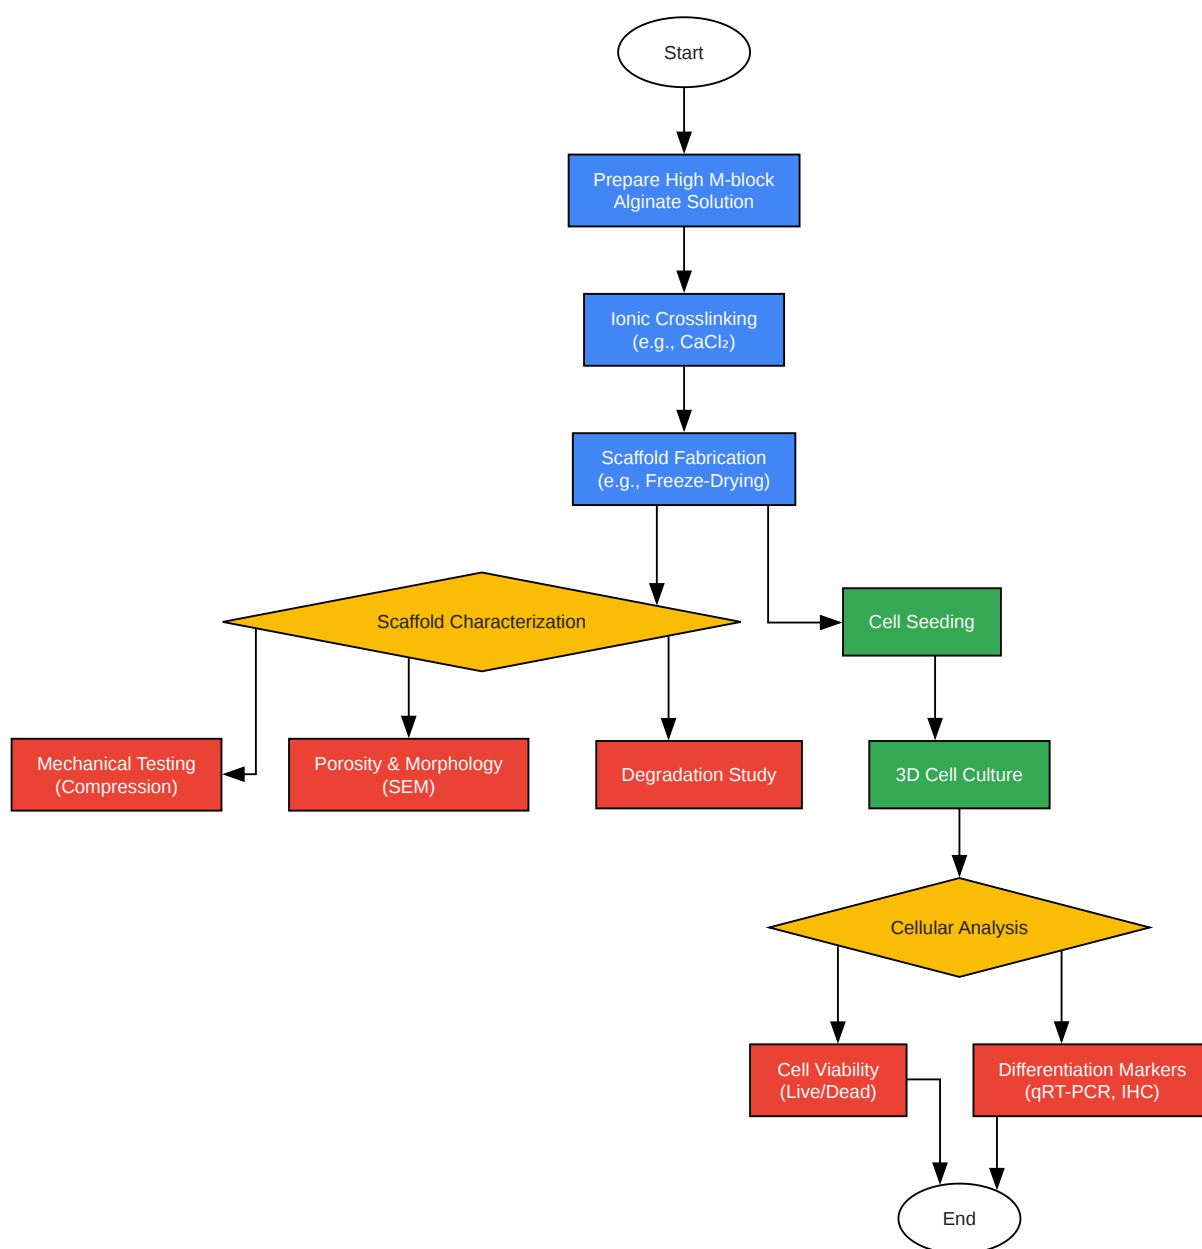 Start
Prepare High M-block
Alginate Solution
Ionic Crosslinking
(e.g., CaCl₂)
Scaffold Fabrication
(e.g., Freeze-Drying)
Scaffold Characterization
Cell Seeding
Mechanical Testing
(Compression)
Porosity & Morphology
(SEM)
Degradation Study
3D Cell Culture
Cellular Analysis
Cell Viability
(Live/Dead)
Differentiation Markers
(qRT-PCR, IHC)
End